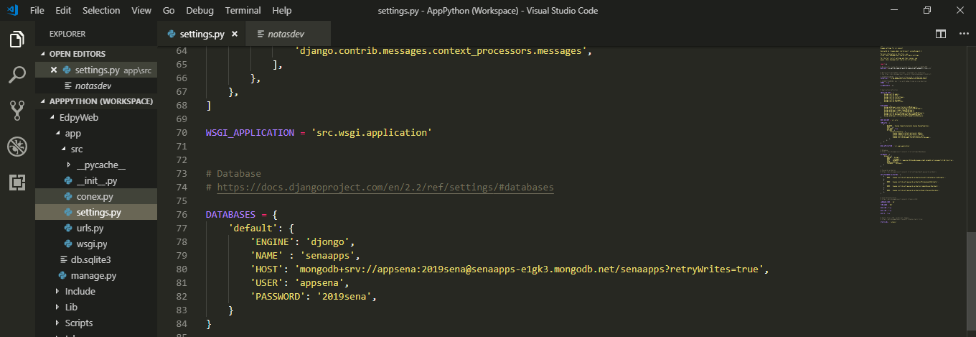 File Edit Selection View Go Debug Terminal Help
settings.py - AppPython (Workspace) - Visual Studio Code
EXPLORER
OPEN EDITORS
settings.py app\src
notasdev
APPPYTHON (WORKSPACE)
EdpyWeb
app
src
__pycache__
__init__.py
conex.py
settings.py
urls.py
wsgi.py
db.sqlite3
manage.py
Include
Lib
Scripts
settings.py notasdev
64 'django.contrib.messages.context_processors.messages',
65 ],
66 },
67 },
68 ]
69
70 WSGI_APPLICATION = 'src.wsgi.application'
71
72
73 # Database
74 # https://docs.djangoproject.com/en/2.2/ref/settings/#databases
75
76 DATABASES = {
77 'default': {
78 'ENGINE': 'djongo',
79 'NAME' : 'senaapps',
80 'HOST': 'mongodb+srv://appsena:2019sena@senaapps-e1gk3.mongodb.net/senaapps?retryWrites=true',
81 'USER': 'appsena',
82 'PASSWORD': '2019sena',
83 }
84 }